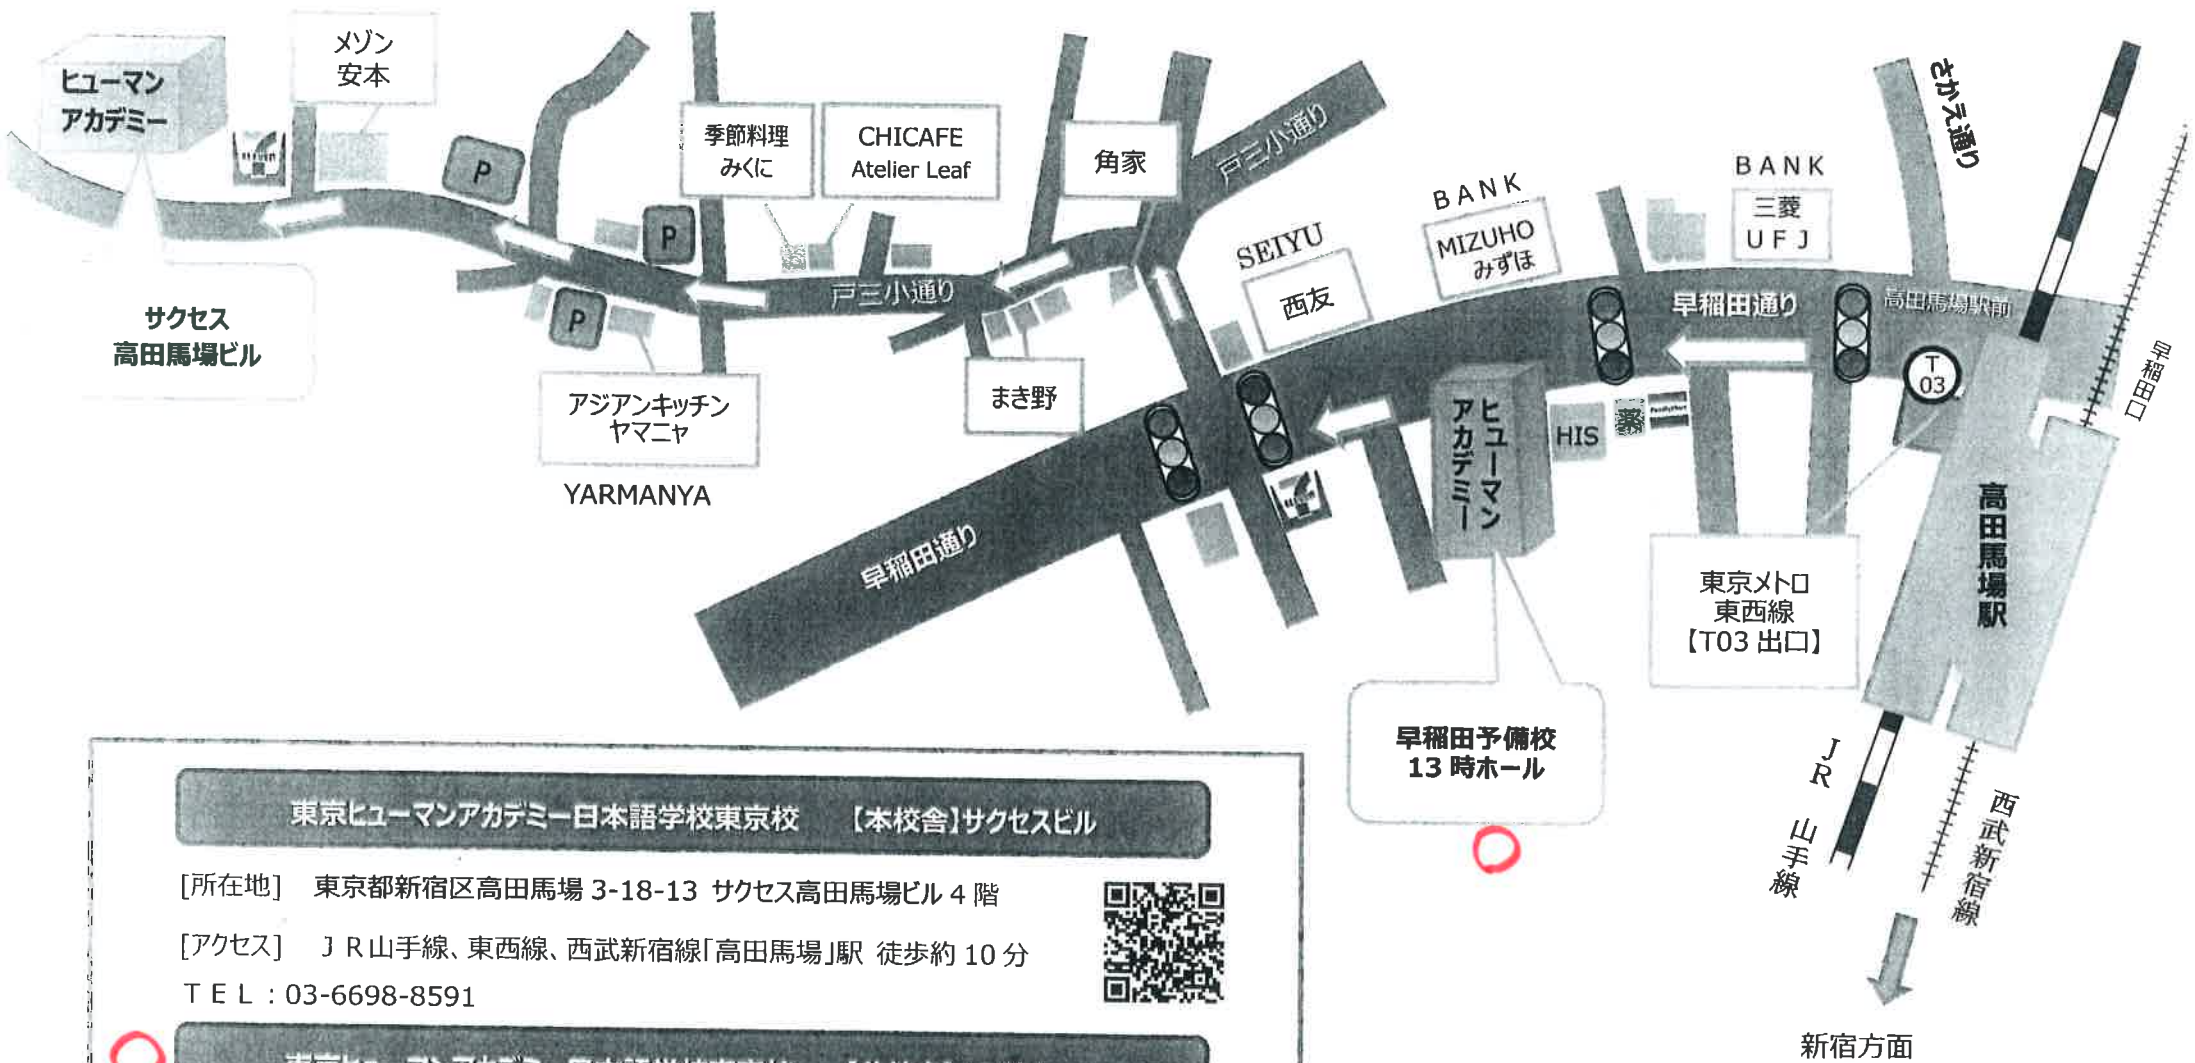 ヒューマン
アカデミー
メゾン
安本
P
季節料理
みくに
CHICAFE
Atelier Leaf
角家
戸三小通り
さかえ通り
BANK
三菱
UFJ
BANK
MIZUHO
みずほ
SEIYU
西友
P
戸三小通り
早稲田通り
高田馬場駅前
T
03
早稲田口
サクセス
高田馬場ビル
P
アジアンキッチン
ヤマニャ
YARMANYA
まき野
ヒューマン
アカデミー
HIS
薬
FamilyMart
早稲田通り
高田馬場駅
東京メトロ
東西線
【T03 出口】
早稲田予備校
13 時ホール
JR 山手線
西武新宿線
新宿方面
東京ヒューマンアカデミー日本語学校東京校 【本校舎】サクセスビル
[所在地] 東京都新宿区高田馬場 3-18-13 サクセス高田馬場ビル 4 階
[アクセス] JR山手線、東西線、西武新宿線「高田馬場」駅 徒歩約 10 分
TEL:03-6698-8591